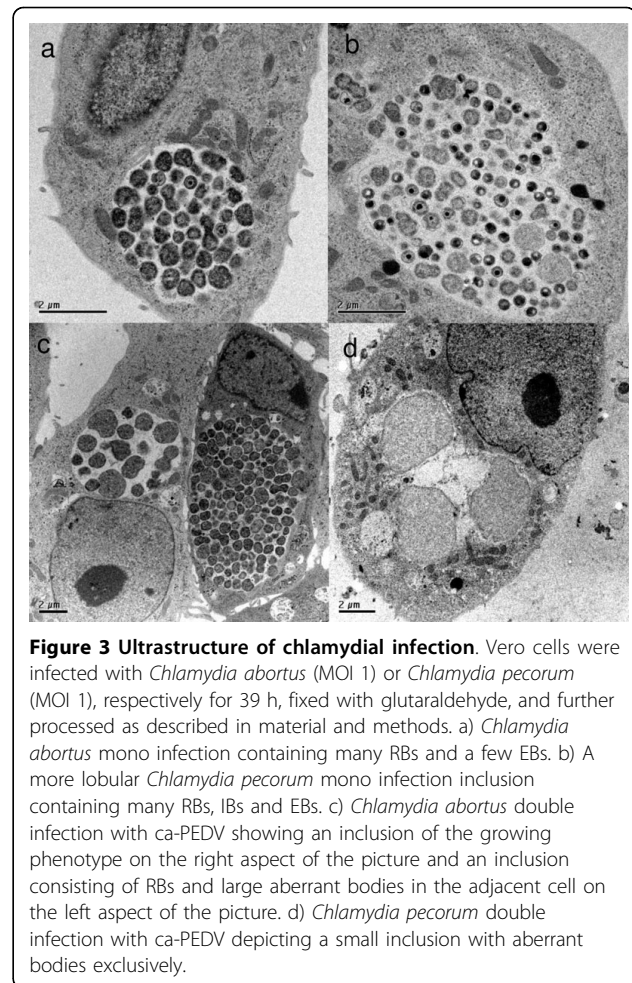 a
b
2 µm
2 µm
c
d
2 µm
2 µm
Figure 3 Ultrastructure of chlamydial infection. Vero cells were
infected with Chlamydia abortus (MOI 1) or Chlamydia pecorum
(MOI 1), respectively for 39 h, fixed with glutaraldehyde, and further
processed as described in material and methods. a) Chlamydia
abortus mono infection containing many RBs and a few EBs. b) A
more lobular Chlamydia pecorum mono infection inclusion
containing many RBs, IBs and EBs. c) Chlamydia abortus double
infection with ca-PEDV showing an inclusion of the growing
phenotype on the right aspect of the picture and an inclusion
consisting of RBs and large aberrant bodies in the adjacent cell on
the left aspect of the picture. d) Chlamydia pecorum double
infection with ca-PEDV depicting a small inclusion with aberrant
bodies exclusively.